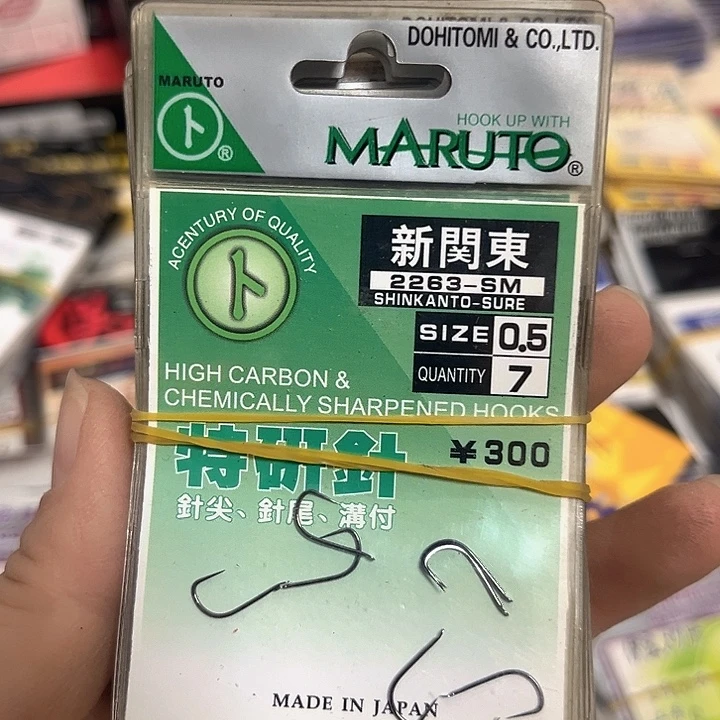 DOHITOMI & CO.,LTD.
MARUTO
ト
®
HOOK UP WITH
MARUTO®
ACENTURY OF QUALITY
ト
新関東
2263-SM
SHINKANTO-SURE
SIZE 0.5
QUANTITY 7
HIGH CARBON &
CHEMICALLY SHARPENED HOOKS
特研針
¥300
針尖、針尾、溝付
MADE IN JAPAN